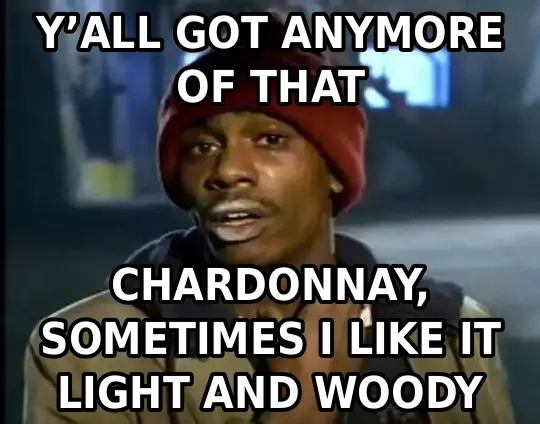 Y’ALL GOT ANYMORE
OF THAT
CHARDONNAY,
SOMETIMES I LIKE IT
LIGHT AND WOODY